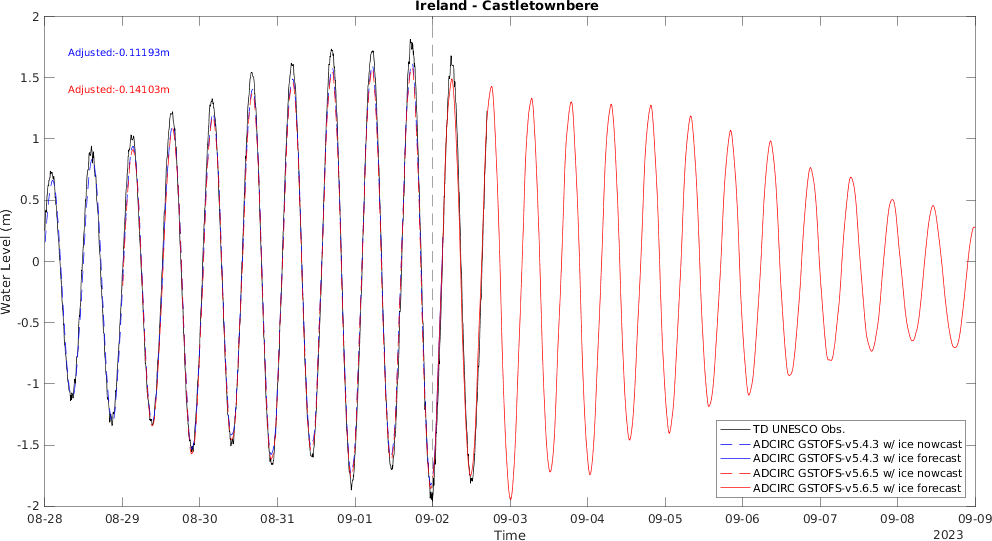 Ireland - Castletownbere
Adjusted:-0.11193m
Adjusted:-0.14103m
2
1.5
1
0.5
0
-0.5
-1
-1.5
-2
Water Level (m)
TD UNESCO Obs.
ADCIRC GSTOFS-v5.4.3 w/ ice nowcast
ADCIRC GSTOFS-v5.4.3 w/ ice forecast
ADCIRC GSTOFS-v5.6.5 w/ ice nowcast
ADCIRC GSTOFS-v5.6.5 w/ ice forecast
08-28 08-29 08-30 08-31 09-01 09-02 09-03 09-04 09-05 09-06 09-07 09-08 09-09
Time
2023